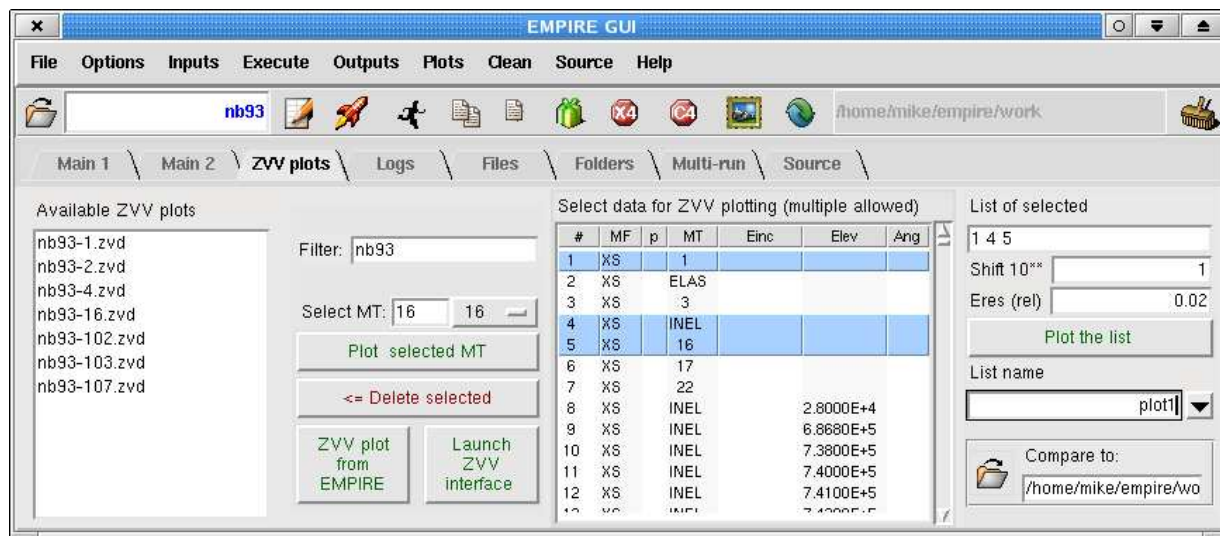 EMPIRE GUI
File Options Inputs Execute Outputs Plots Clean Source Help
nb93 X4 C4 /home/mike/empire/work
Main 1 Main 2 ZVV plots Logs Files Folders Multi-run Source
Available ZVV plots
nb93-1.zvd
nb93-2.zvd
nb93-4.zvd
nb93-16.zvd
nb93-102.zvd
nb93-103.zvd
nb93-107.zvd
Filter: nb93
Select MT: 16 16
Plot selected MT
<= Delete selected
ZVV plot
from
EMPIRE
Launch
ZVV
interface
Select data for ZVV plotting (multiple allowed)
# MF p MT Einc Elev Ang
1 XS 1
2 XS ELAS
3 XS 3
4 XS INEL
5 XS 16
6 XS 17
7 XS 22
8 XS INEL 2.8000E+4
9 XS INEL 6.8680E+5
10 XS INEL 7.3800E+5
11 XS INEL 7.4000E+5
12 XS INEL 7.4100E+5
List of selected
1 4 5
Shift 10** 1
Eres (rel) 0.02
Plot the list
List name
plot1
Compare to:
/home/mike/empire/wo